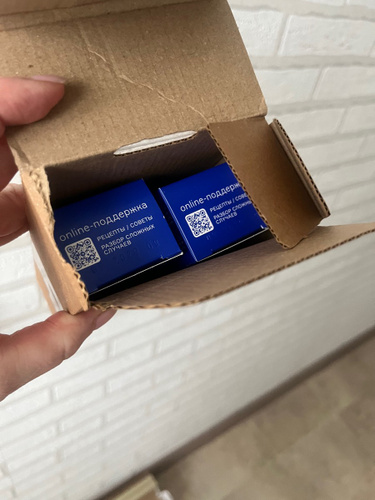 online-поддержка
РЕЦЕПТЫ / СОВЕТЫ
РАЗБОР СЛОЖНЫХ
СЛУЧАЕВ
online-поддержка
РЕЦЕПТЫ / СОВЕТЫ
РАЗБОР СЛОЖНЫХ
СЛУЧАЕВ